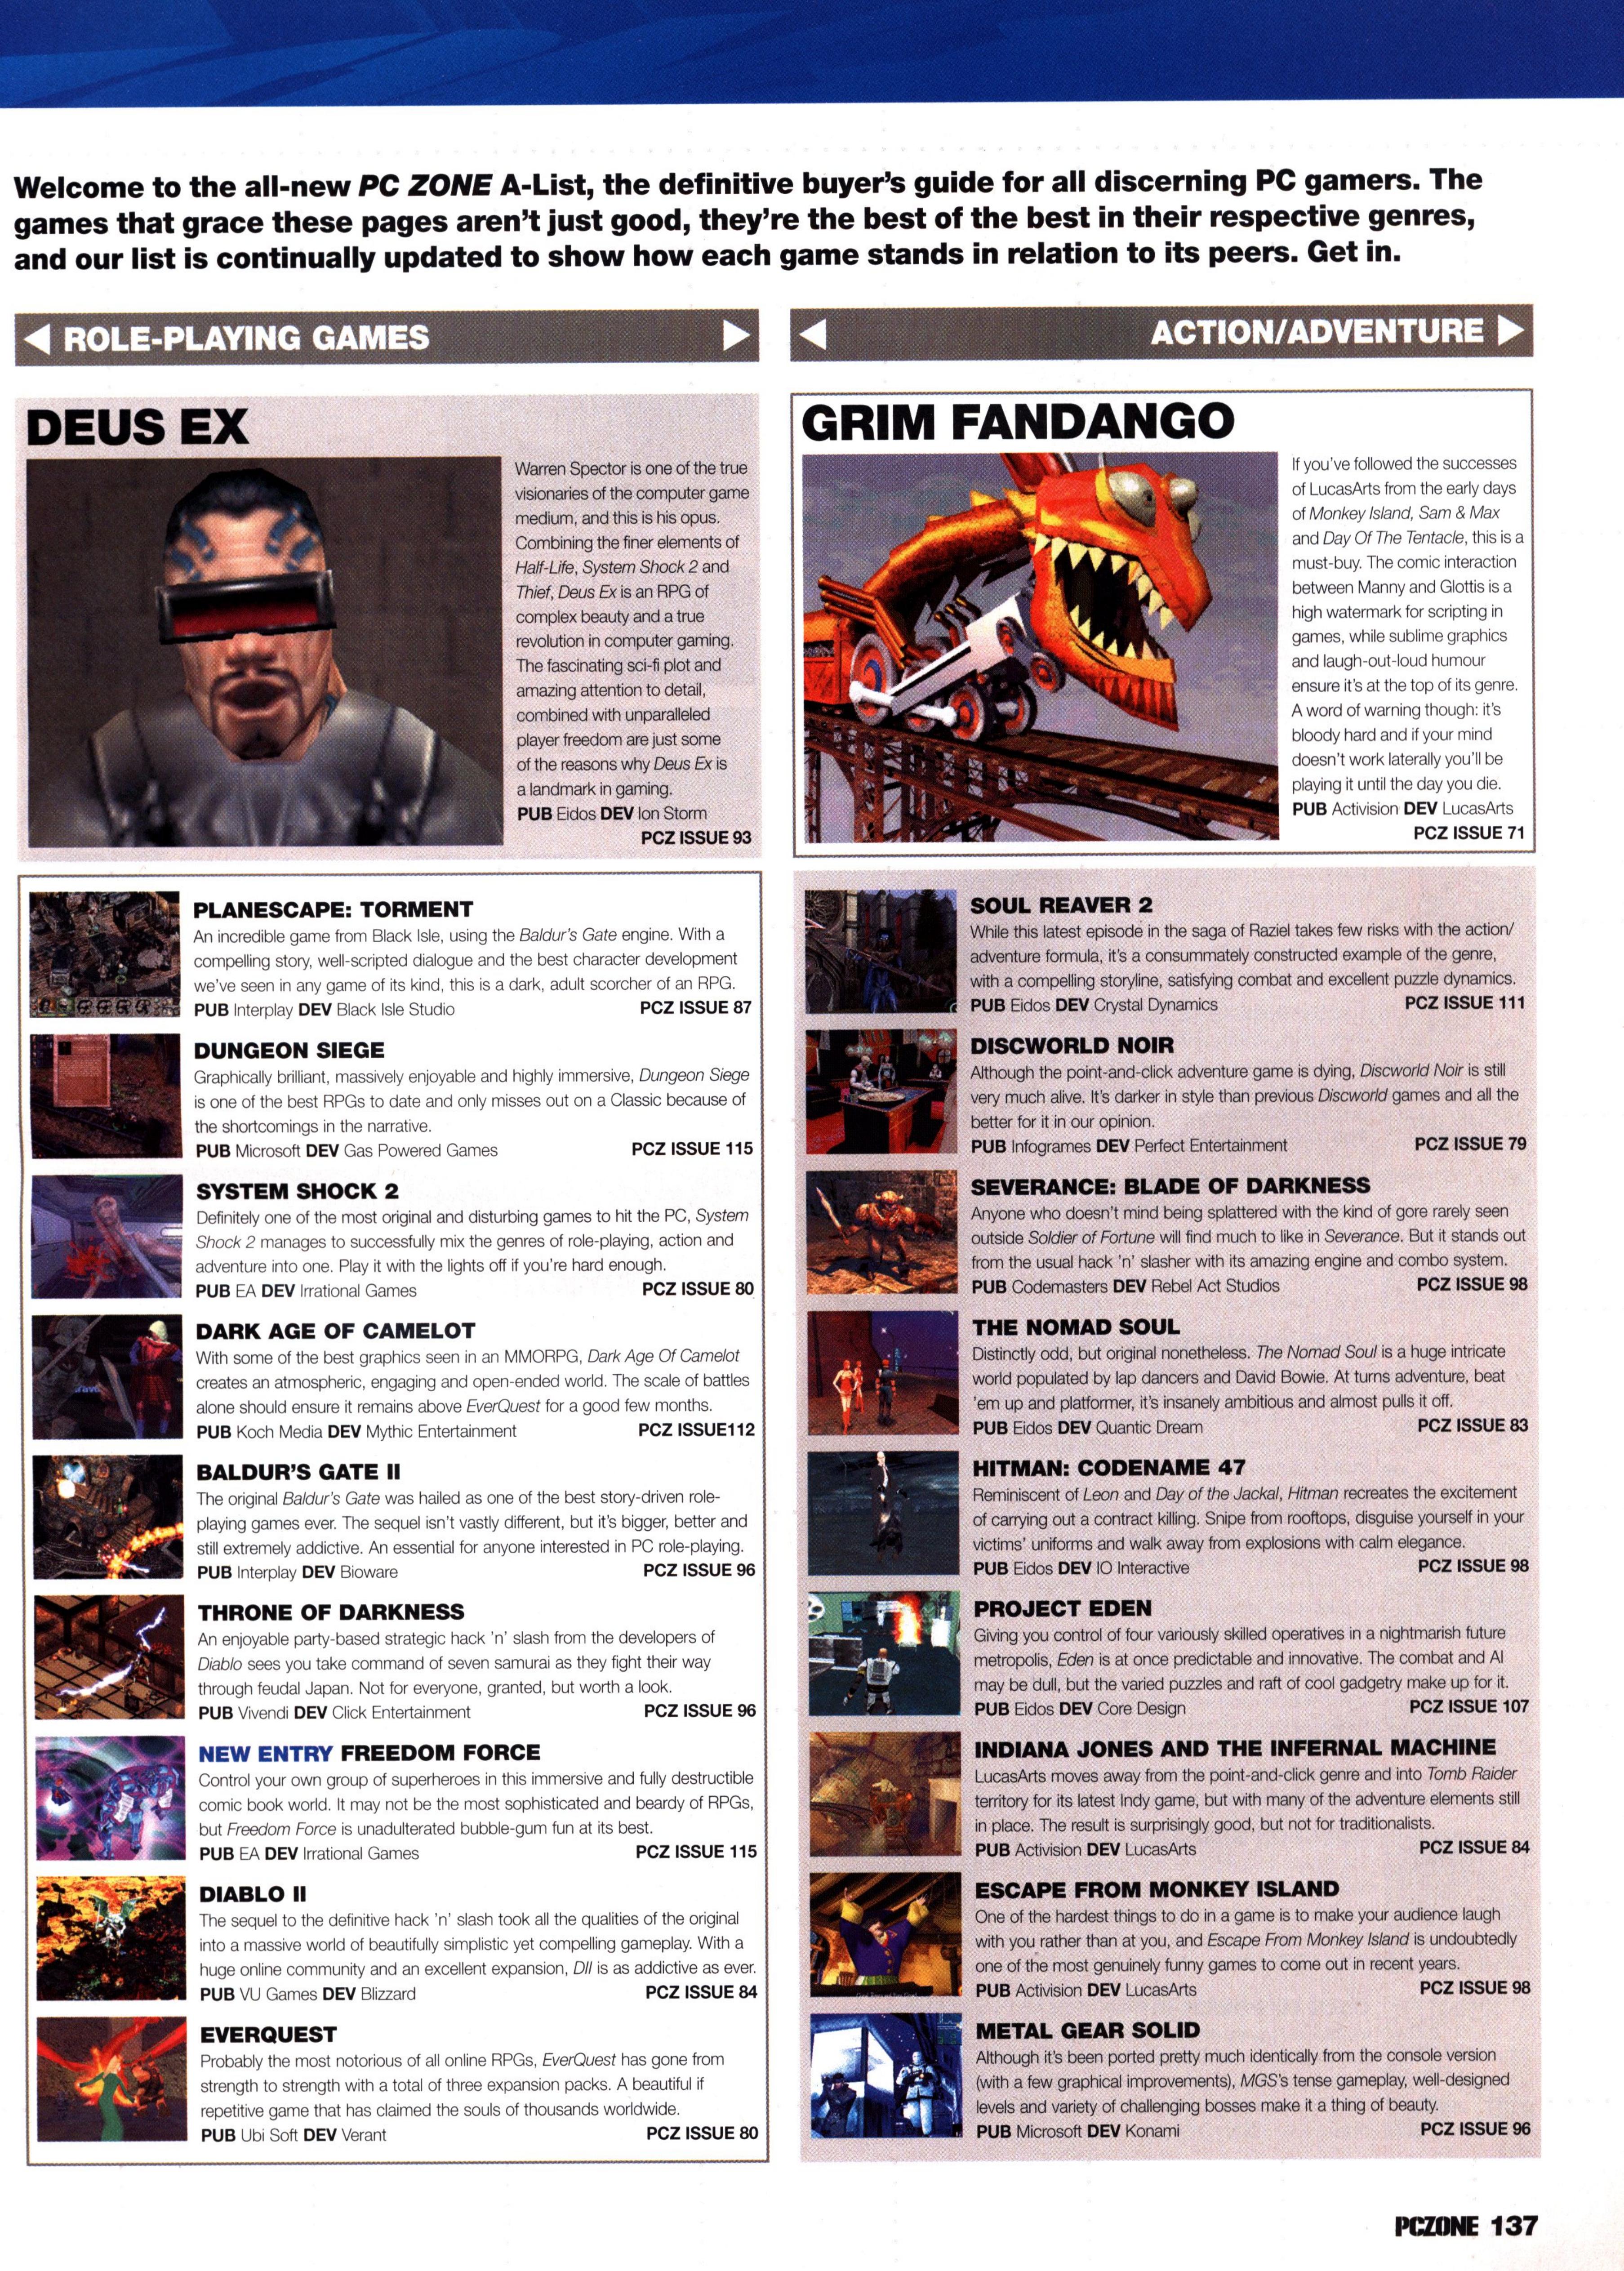 Welcome to the all-new PC ZONE A-List, the definitive buyer's guide for all discerning PC gamers. The
games that grace these pages aren't just good, they're the best of the best in their respective genres,
and our list is continually updated to show how each game stands in relation to its peers. Get in.
ROLE-PLAYING GAMES
DEUS EX
Warren Spector is one of the true
visionaries of the computer game
medium, and this is his opus.
Combining the finer elements of
Half-Life, System Shock 2 and
Thief, Deus Ex is an RPG of
complex beauty and a true
revolution in computer gaming.
The fascinating sci-fi plot and
amazing attention to detail,
combined with unparalleled
player freedom are just some
of the reasons why Deus Ex is
a landmark in gaming.
PUB Eidos DEV Ion Storm
PCZ ISSUE 93
PLANESCAPE: TORMENT
An incredible game from Black Isle, using the Baldur's Gate engine. With a
compelling story, well-scripted dialogue and the best character development
we've seen in any game of its kind, this is a dark, adult scorcher of an RPG.
PUB Interplay DEV Black Isle Studio PCZ ISSUE 87
DUNGEON SIEGE
Graphically brilliant, massively enjoyable and highly immersive, Dungeon Siege
is one of the best RPGs to date and only misses out on a Classic because of
the shortcomings in the narrative.
PUB Microsoft DEV Gas Powered Games PCZ ISSUE 115
SYSTEM SHOCK 2
Definitely one of the most original and disturbing games to hit the PC, System
Shock 2 manages to successfully mix the genres of role-playing, action and
adventure into one. Play it with the lights off if you're hard enough.
PUB EA DEV Irrational Games PCZ ISSUE 80
DARK AGE OF CAMELOT
With some of the best graphics seen in an MMORPG, Dark Age Of Camelot
creates an atmospheric, engaging and open-ended world. The scale of battles
alone should ensure it remains above EverQuest for a good few months.
PUB Koch Media DEV Mythic Entertainment PCZ ISSUE112
BALDUR'S GATE II
The original Baldur's Gate was hailed as one of the best story-driven role-
playing games ever. The sequel isn't vastly different, but it's bigger, better and
still extremely addictive. An essential for anyone interested in PC role-playing.
PUB Interplay DEV Bioware PCZ ISSUE 96
THRONE OF DARKNESS
An enjoyable party-based strategic hack 'n' slash from the developers of
Diablo sees you take command of seven samurai as they fight their way
through feudal Japan. Not for everyone, granted, but worth a look.
PUB Vivendi DEV Click Entertainment PCZ ISSUE 96
NEW ENTRY FREEDOM FORCE
Control your own group of superheroes in this immersive and fully destructible
comic book world. It may not be the most sophisticated and beardy of RPGs,
but Freedom Force is unadulterated bubble-gum fun at its best.
PUB EA DEV Irrational Games PCZ ISSUE 115
DIABLO II
The sequel to the definitive hack 'n' slash took all the qualities of the original
into a massive world of beautifully simplistic yet compelling gameplay. With a
huge online community and an excellent expansion, DII is as addictive as ever.
PUB VU Games DEV Blizzard PCZ ISSUE 84
EVERQUEST
Probably the most notorious of all online RPGs, EverQuest has gone from
strength to strength with a total of three expansion packs. A beautiful if
repetitive game that has claimed the souls of thousands worldwide.
PUB Ubi Soft DEV Verant PCZ ISSUE 80
ACTION/ADVENTURE
GRIM FANDANGO
If you've followed the successes
of LucasArts from the early days
of Monkey Island, Sam & Max
and Day Of The Tentacle, this is a
must-buy. The comic interaction
between Manny and Glottis is a
high watermark for scripting in
games, while sublime graphics
and laugh-out-loud humour
ensure it's at the top of its genre.
A word of warning though: it's
bloody hard and if your mind
doesn't work laterally you'll be
playing it until the day you die.
PUB Activision DEV LucasArts
PCZ ISSUE 71
SOUL REAVER 2
While this latest episode in the saga of Raziel takes few risks with the action/
adventure formula, it's a consummately constructed example of the genre,
with a compelling storyline, satisfying combat and excellent puzzle dynamics.
PUB Eidos DEV Crystal Dynamics PCZ ISSUE 111
DISCWORLD NOIR
Although the point-and-click adventure game is dying, Discworld Noir is still
very much alive. It's darker in style than previous Discworld games and all the
better for it in our opinion.
PUB Infogrames DEV Perfect Entertainment PCZ ISSUE 79
SEVERANCE: BLADE OF DARKNESS
Anyone who doesn't mind being splattered with the kind of gore rarely seen
outside Soldier of Fortune will find much to like in Severance. But it stands out
from the usual hack 'n' slasher with its amazing engine and combo system.
PUB Codemasters DEV Rebel Act Studios PCZ ISSUE 98
THE NOMAD SOUL
Distinctly odd, but original nonetheless. The Nomad Soul is a huge intricate
world populated by lap dancers and David Bowie. At turns adventure, beat
'em up and platformer, it's insanely ambitious and almost pulls it off.
PUB Eidos DEV Quantic Dream PCZ ISSUE 83
HITMAN: CODENAME 47
Reminiscent of Leon and Day of the Jackal, Hitman recreates the excitement
of carrying out a contract killing. Snipe from rooftops, disguise yourself in your
victims' uniforms and walk away from explosions with calm elegance.
PUB Eidos DEV IO Interactive PCZ ISSUE 98
PROJECT EDEN
Giving you control of four variously skilled operatives in a nightmarish future
metropolis, Eden is at once predictable and innovative. The combat and AI
may be dull, but the varied puzzles and raft of cool gadgetry make up for it.
PUB Eidos DEV Core Design PCZ ISSUE 107
INDIANA JONES AND THE INFERNAL MACHINE
LucasArts moves away from the point-and-click genre and into Tomb Raider
territory for its latest Indy game, but with many of the adventure elements still
in place. The result is surprisingly good, but not for traditionalists.
PUB Activision DEV LucasArts PCZ ISSUE 84
ESCAPE FROM MONKEY ISLAND
One of the hardest things to do in a game is to make your audience laugh
with you rather than at you, and Escape From Monkey Island is undoubtedly
one of the most genuinely funny games to come out in recent years.
PUB Activision DEV LucasArts PCZ ISSUE 98
METAL GEAR SOLID
Although it's been ported pretty much identically from the console version
(with a few graphical improvements), MGS's tense gameplay, well-designed
levels and variety of challenging bosses make it a thing of beauty.
PUB Microsoft DEV Konami PCZ ISSUE 96
PCZONE 137